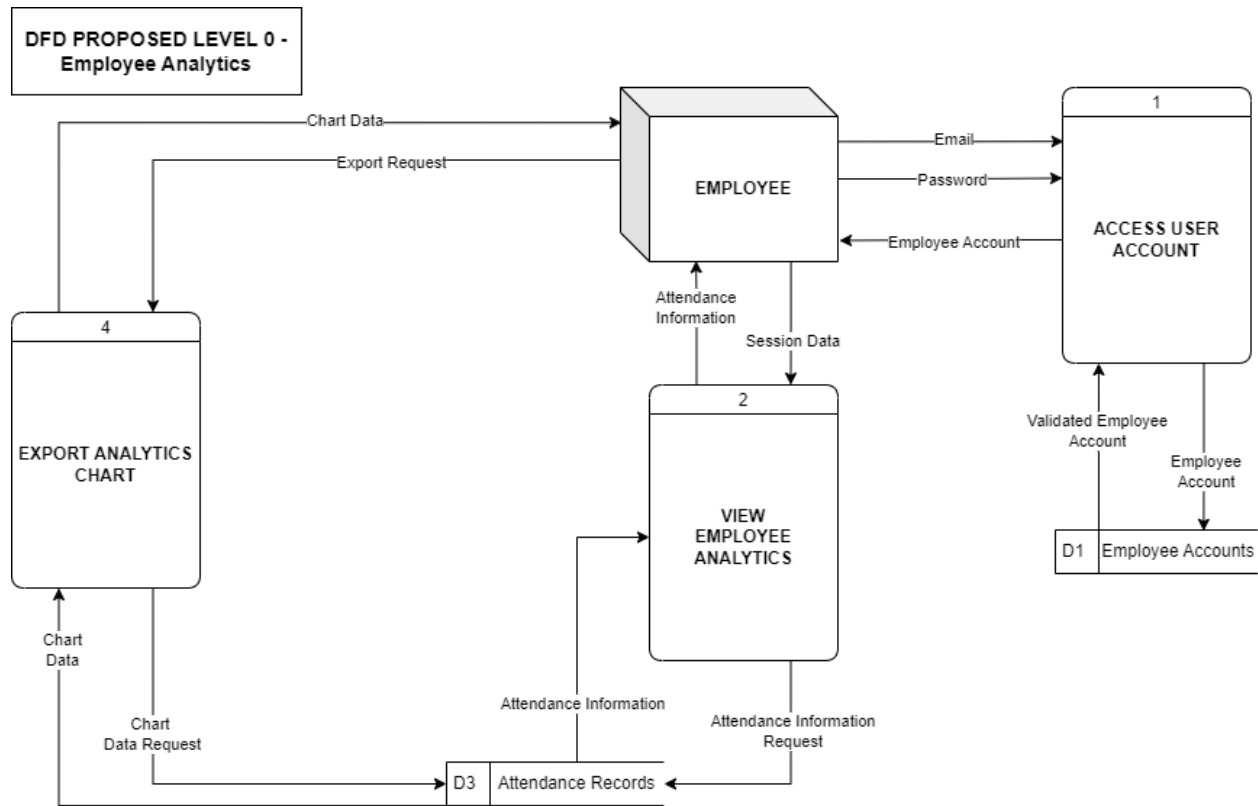 DFD PROPOSED LEVEL 0 -
Employee Analytics
Chart Data
Export Request
EMPLOYEE
Email
Password
Employee Account
1
ACCESS USER
ACCOUNT
Attendance
Information
Session Data
4
EXPORT ANALYTICS
CHART
2
VIEW
EMPLOYEE
ANALYTICS
Validated Employee
Account
Employee
Account
D1
Employee Accounts
Chart
Data
Chart
Data Request
Attendance Information
Attendance Information
Request
D3
Attendance Records